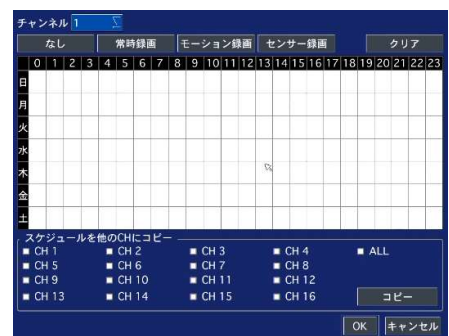 チャンネル 1
なし 常時録画 モーション録画 センサー録画 クリア
0 1 2 3 4 5 6 7 8 9 10 11 12 13 14 15 16 17 18 19 20 21 22 23
日
月
火
水
木
金
土
スケジュールを他のCHにコピー
CH 1 CH 2 CH 3 CH 4 ALL
CH 5 CH 6 CH 7 CH 8
CH 9 CH 10 CH 11 CH 12
CH 13 CH 14 CH 15 CH 16 コピー
OK キャンセル